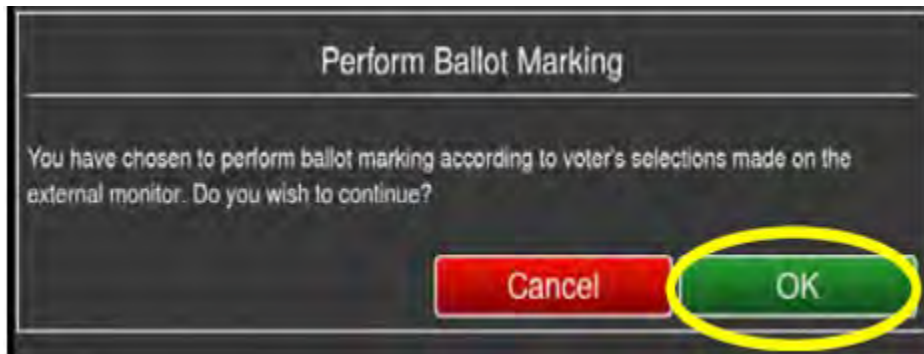 Perform Ballot Marking
You have chosen to perform ballot marking according to voter's selections made on the
external monitor. Do you wish to continue?
Cancel OK